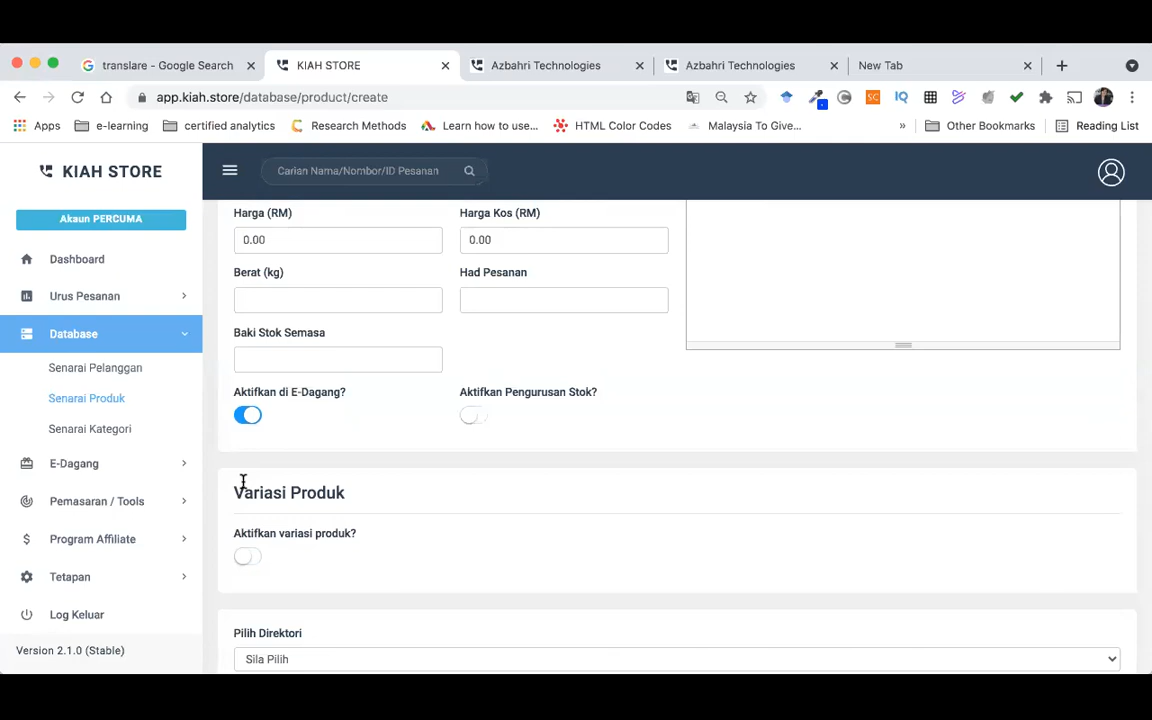 translare - Google Search
KIAH STORE
Azbahri Technologies
Azbahri Technologies
New Tab
app.kiah.store/database/product/create
Apps
e-learning
certified analytics
Research Methods
Learn how to use...
HTML Color Codes
Malaysia To Give...
»
Other Bookmarks
Reading List
KIAH STORE
Carian Nama/Nombor/ID Pesanan
Akaun PERCUMA
Dashboard
Urus Pesanan
Database
Senarai Pelanggan
Senarai Produk
Senarai Kategori
E-Dagang
Pemasaran / Tools
Program Affiliate
Tetapan
Log Keluar
Version 2.1.0 (Stable)
Harga (RM)
Harga Kos (RM)
0.00
0.00
Berat (kg)
Had Pesanan
Baki Stok Semasa
Aktifkan di E-Dagang?
Aktifkan Pengurusan Stok?
Variasi Produk
Aktifkan variasi produk?
Pilih Direktori
Sila Pilih